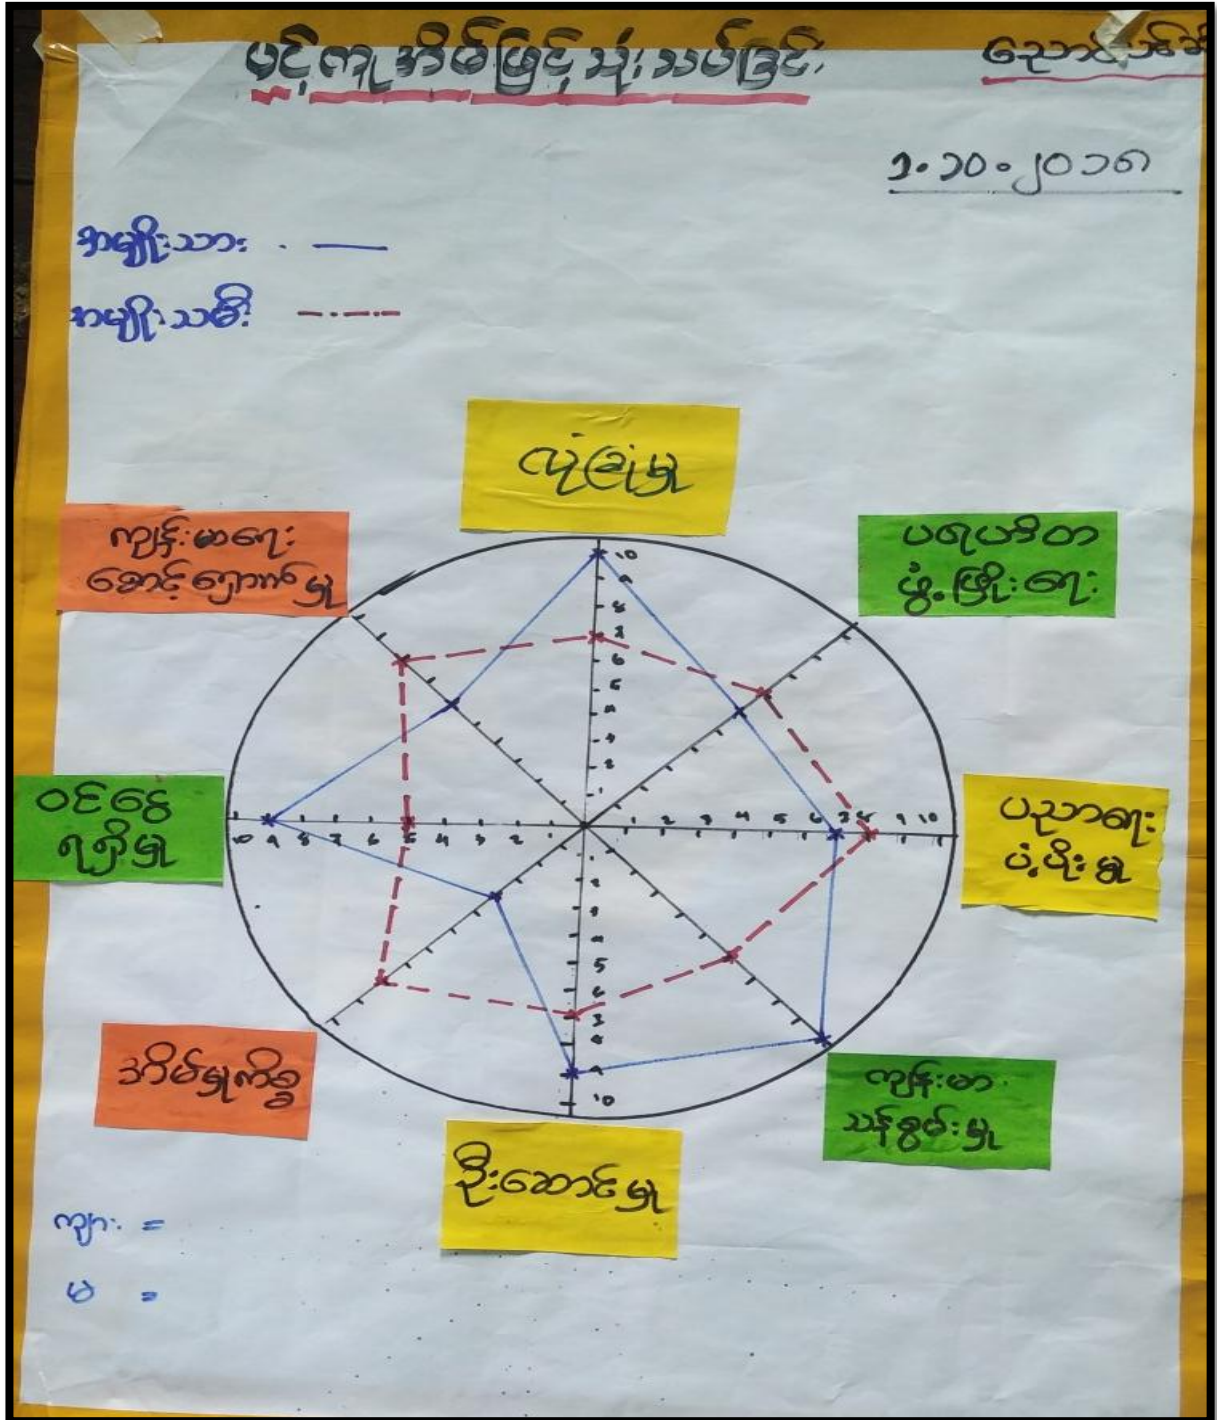 ပင့်ကူအိမ်ဖြင့်သုံးသပ်ခြင်း
၁.၁၀.၂၀၁၈
အမျိုးသား
အမျိုးသမီး
လုံခြုံမှု
ကျန်းမာရေး
စောင့်ရှောက်မှု
ပရဟိတ
ဖွံ့ဖြိုးရေး
ဝင်ငွေ
ရရှိမှု
ပညာရေး
ပံ့ပိုးမှု
အိမ်မှုကိစ္စ
ကျန်းမာ
သန်စွမ်းမှု
ဦးဆောင်မှု
ကျား =
မ =